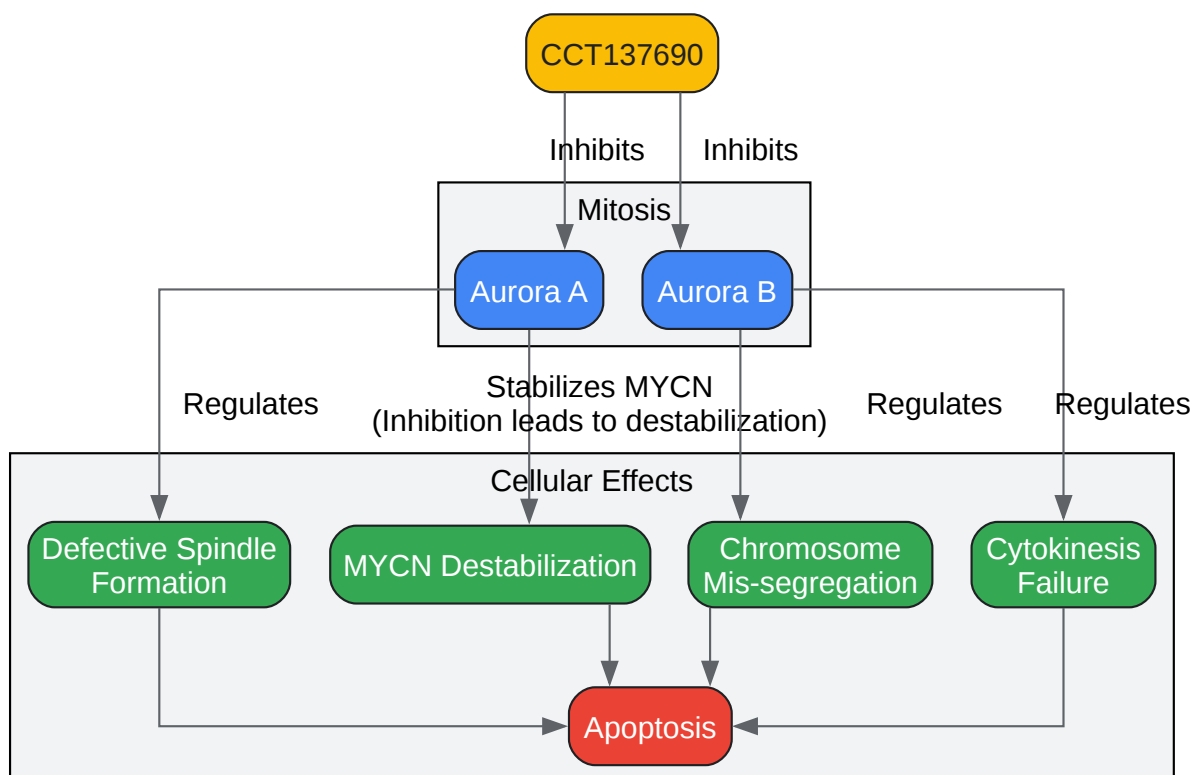 CCT137690
Inhibits
Inhibits
Mitosis
Aurora A
Aurora B
Regulates
Stabilizes MYCN
(Inhibition leads to destabilization)
Regulates
Regulates
Cellular Effects
Defective Spindle
Formation
MYCN Destabilization
Chromosome
Mis-segregation
Cytokinesis
Failure
Apoptosis